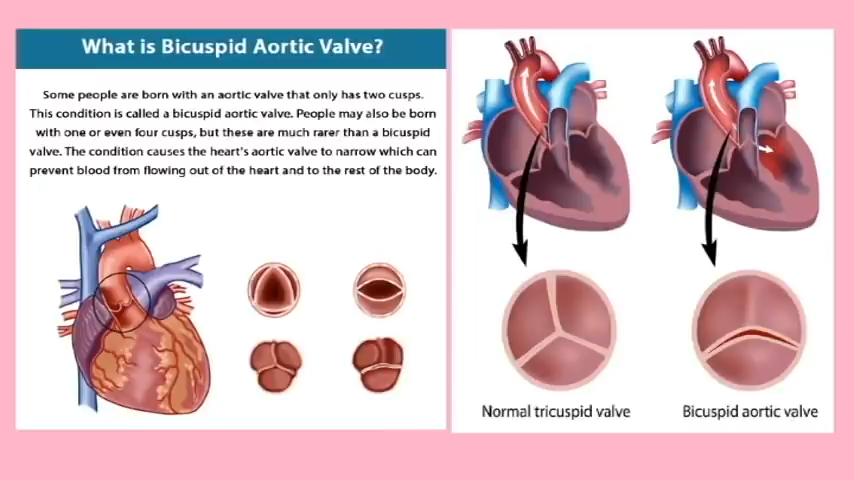 What is Bicuspid Aortic Valve?
Some people are born with an aortic valve that only has two cusps.
This condition is called a bicuspid aortic valve. People may also be born
with one or even four cusps, but these are much rarer than a bicuspid
valve. The condition causes the heart's aortic valve to narrow which can
prevent blood from flowing out of the heart and to the rest of the body.
Normal tricuspid valve
Bicuspid aortic valve